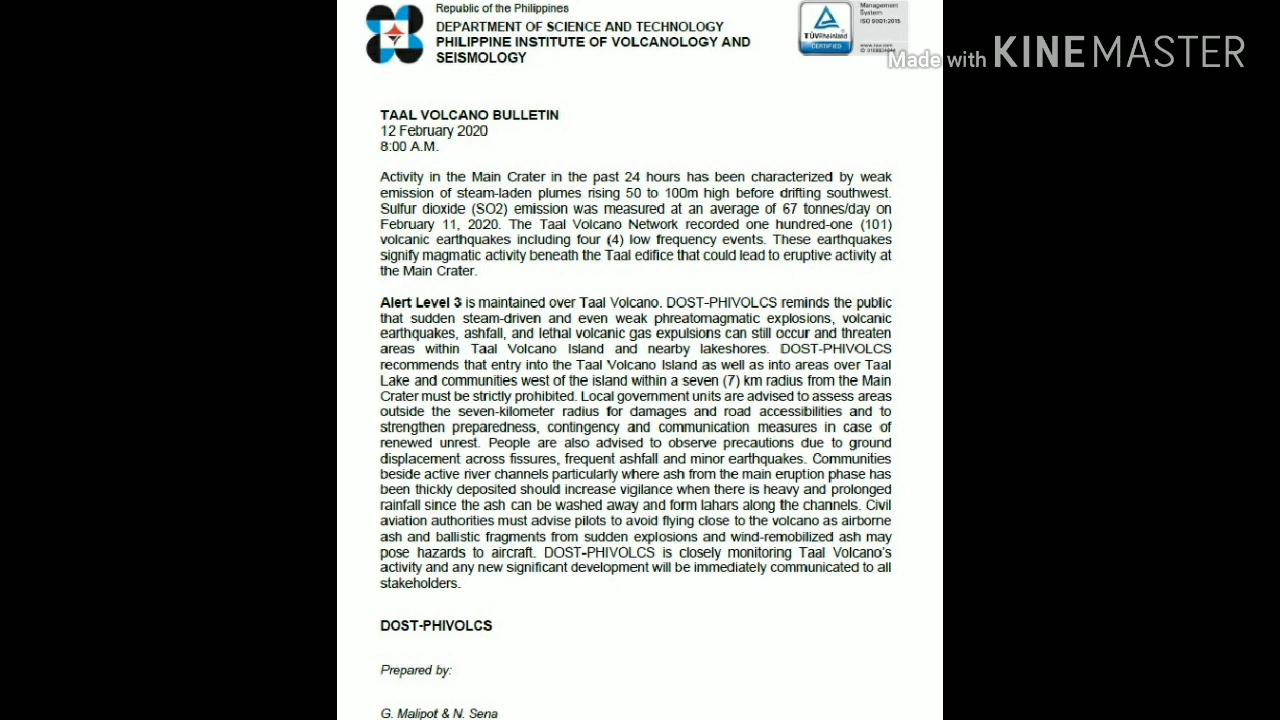 Republic of the Philippines
DEPARTMENT OF SCIENCE AND TECHNOLOGY
PHILIPPINE INSTITUTE OF VOLCANOLOGY AND
SEISMOLOGY
TÜVRheinland
CERTIFIED
Management
System
ISO 9001:2015
www.tuv.com
Made with KINEMASTER
TAAL VOLCANO BULLETIN
12 February 2020
8:00 A.M.
Activity in the Main Crater in the past 24 hours has been characterized by weak
emission of steam-laden plumes rising 50 to 100m high before drifting southwest.
Sulfur dioxide (SO2) emission was measured at an average of 67 tonnes/day on
February 11, 2020. The Taal Volcano Network recorded one hundred-one (101)
volcanic earthquakes including four (4) low frequency events. These earthquakes
signify magmatic activity beneath the Taal edifice that could lead to eruptive activity at
the Main Crater.
Alert Level 3 is maintained over Taal Volcano. DOST-PHIVOLCS reminds the public
that sudden steam-driven and even weak phreatomagmatic explosions, volcanic
earthquakes, ashfall, and lethal volcanic gas expulsions can still occur and threaten
areas within Taal Volcano Island and nearby lakeshores. DOST-PHIVOLCS
recommends that entry into the Taal Volcano Island as well as into areas over Taal
Lake and communities west of the island within a seven (7) km radius from the Main
Crater must be strictly prohibited. Local government units are advised to assess areas
outside the seven-kilometer radius for damages and road accessibilities and to
strengthen preparedness, contingency and communication measures in case of
renewed unrest. People are also advised to observe precautions due to ground
displacement across fissures, frequent ashfall and minor earthquakes. Communities
beside active river channels particularly where ash from the main eruption phase has
been thickly deposited should increase vigilance when there is heavy and prolonged
rainfall since the ash can be washed away and form lahars along the channels. Civil
aviation authorities must advise pilots to avoid flying close to the volcano as airborne
ash and ballistic fragments from sudden explosions and wind-remobilized ash may
pose hazards to aircraft. DOST-PHIVOLCS is closely monitoring Taal Volcano's
activity and any new significant development will be immediately communicated to all
stakeholders.
DOST-PHIVOLCS
Prepared by:
G. Malipot & N. Sena